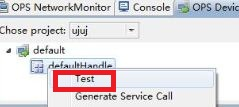 OPS NetworkMonitor Console OPS Devic
Chose project: ujuj
default
defaultHandle
Test
Generate Service Call